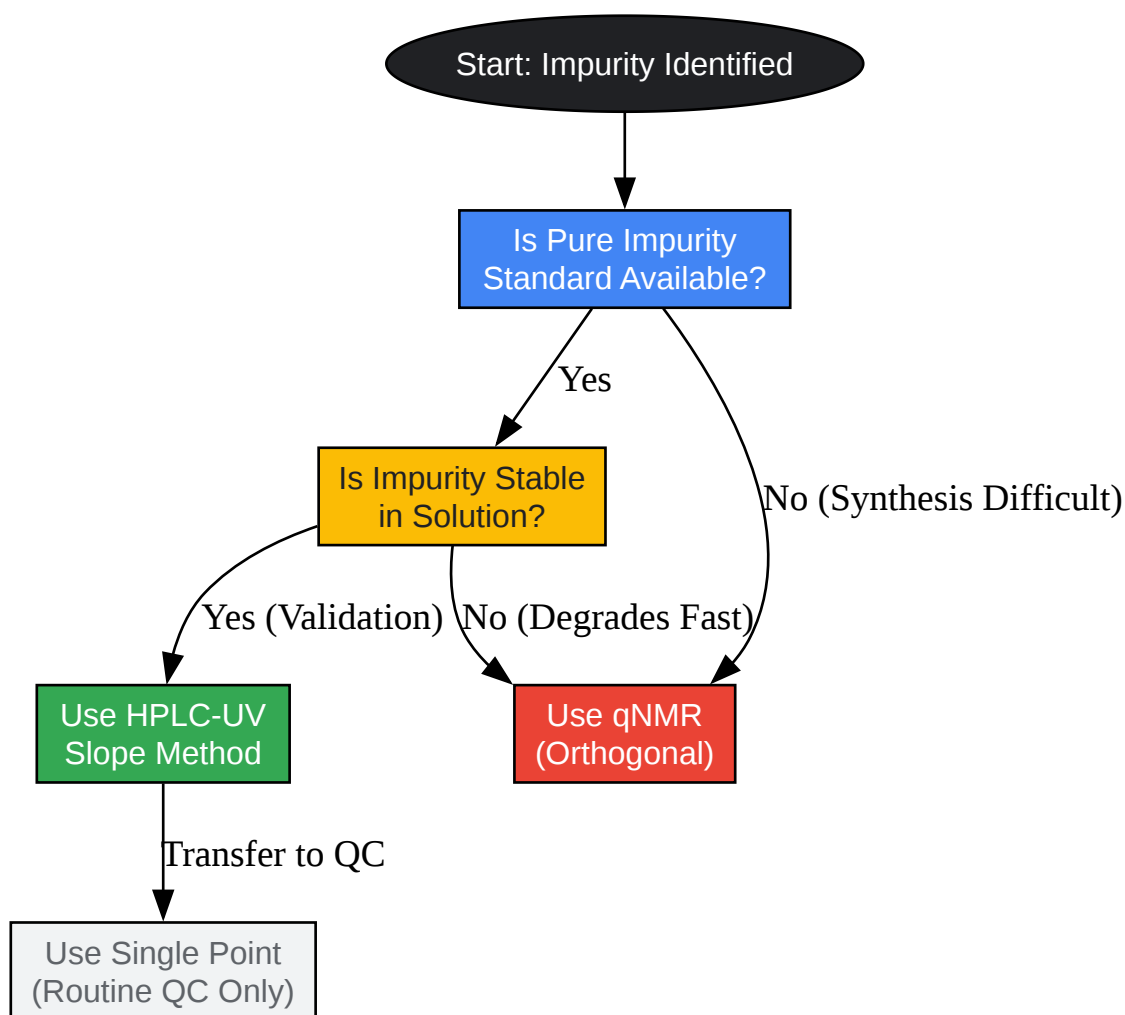 Start: Impurity Identified
Is Pure Impurity
Standard Available?
Yes
Is Impurity Stable
in Solution?
No (Synthesis Difficult)
Yes (Validation)
No (Degrades Fast)
Use HPLC-UV
Slope Method
Use qNMR
(Orthogonal)
Transfer to QC
Use Single Point
(Routine QC Only)